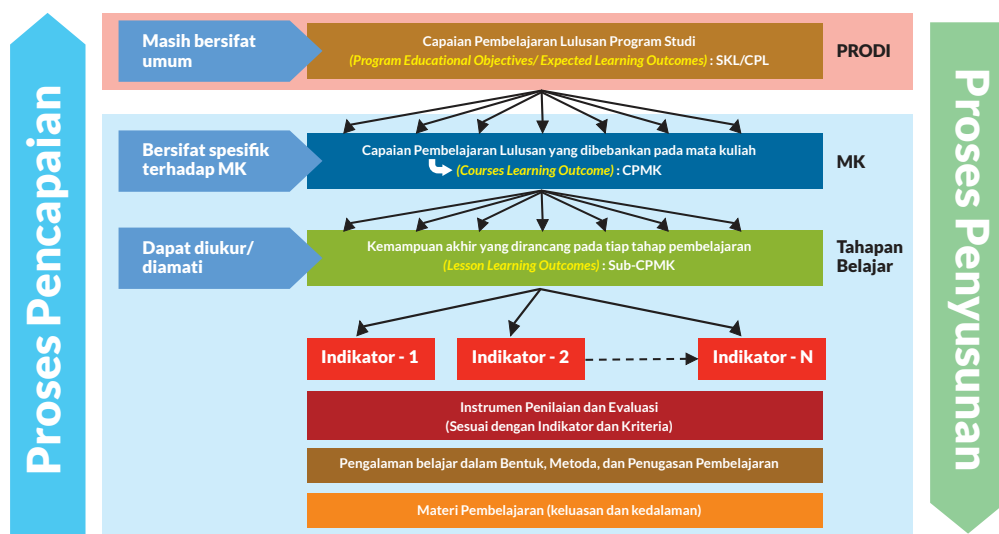 Proses Pencapaian
Masih bersifat
umum
Capaian Pembelajaran Lulusan Program Studi
(Program Educational Objectives/ Expected Learning Outcomes) : SKL/CPL
PRODI
Bersifat spesifik
terhadap MK
Capaian Pembelajaran Lulusan yang dibebankan pada mata kuliah
(Courses Learning Outcome) : CPMK
MK
Dapat diukur/
diamati
Kemampuan akhir yang dirancang pada tiap tahap pembelajaran
(Lesson Learning Outcomes) : Sub-CPMK
Tahapan
Belajar
Indikator - 1
Indikator - 2
Indikator - N
Instrumen Penilaian dan Evaluasi
(Sesuai dengan Indikator dan Kriteria)
Pengalaman belajar dalam Bentuk, Metoda, dan Penugasan Pembelajaran
Materi Pembelajaran (keluasan dan kedalaman)
Proses Penyusunan